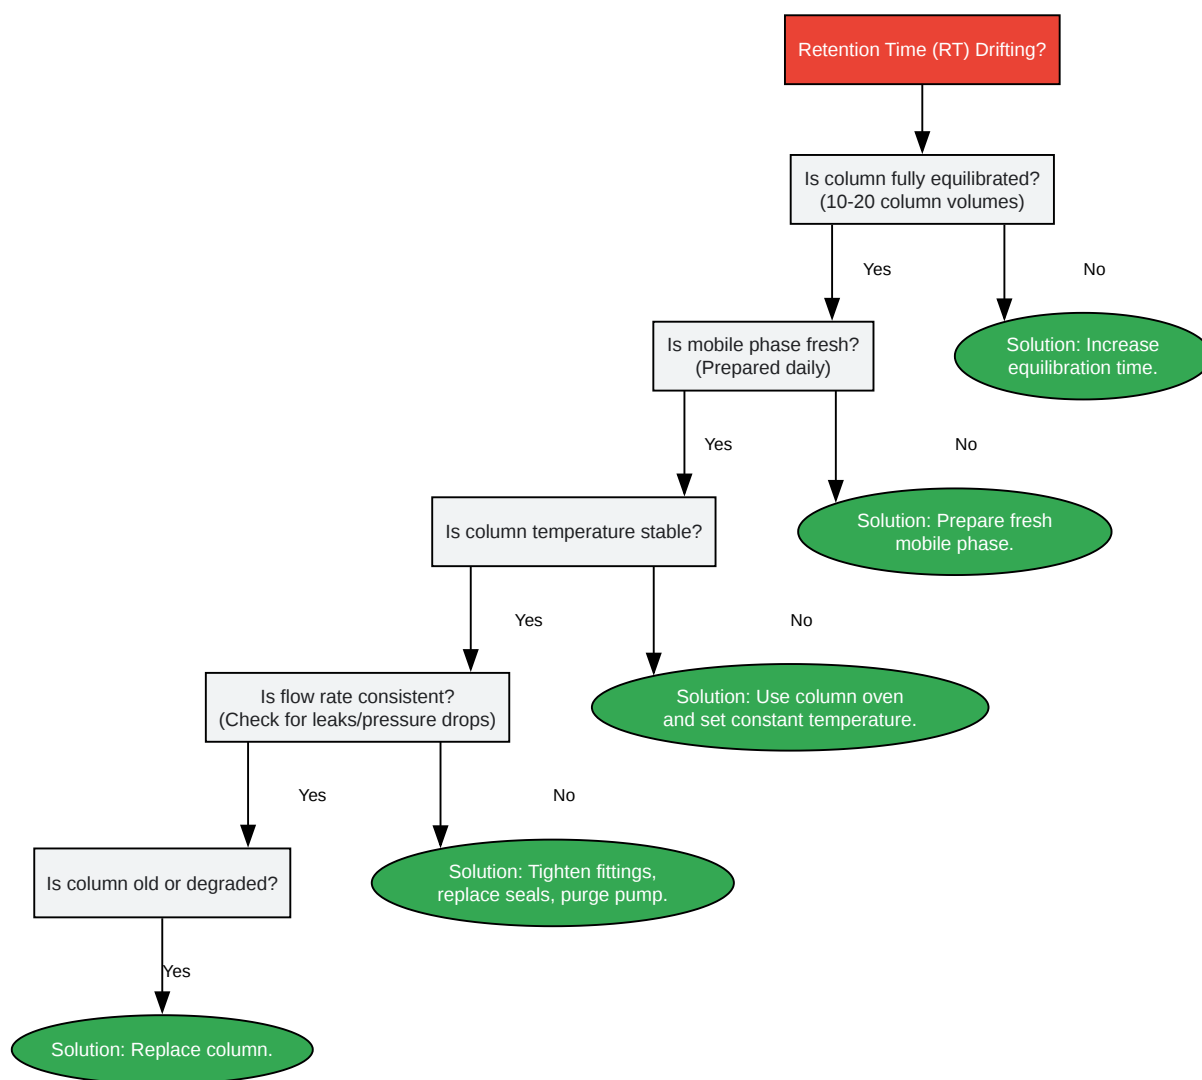 Retention Time (RT) Drifting?
Is column fully equilibrated?
(10-20 column volumes)
Yes
No
Is mobile phase fresh?
(Prepared daily)
Solution: Increase
equilibration time.
Yes
No
Is column temperature stable?
Solution: Prepare fresh
mobile phase.
Yes
No
Is flow rate consistent?
(Check for leaks/pressure drops)
Solution: Use column oven
and set constant temperature.
Yes
No
Is column old or degraded?
Solution: Tighten fittings,
replace seals, purge pump.
Yes
Solution: Replace column.